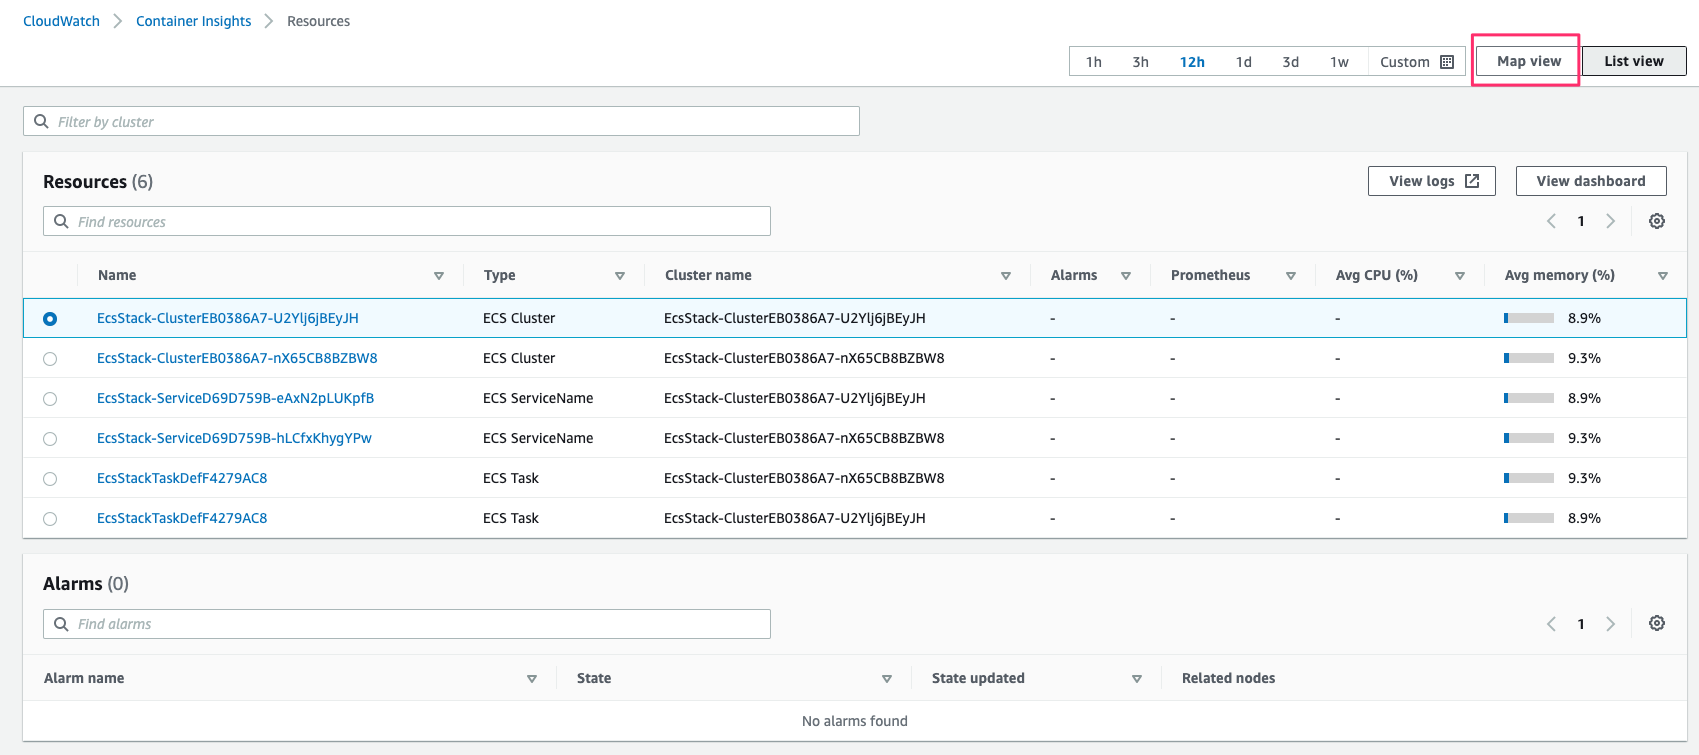 CloudWatch > Container Insights > Resources
1h 3h 12h 1d 3d 1w Custom Map view List view
Filter by cluster
Resources (6) View logs View dashboard
Find resources 1
Name Type Cluster name Alarms Prometheus Avg CPU (%) Avg memory (%)
EcsStack-ClusterEB0386A7-U2Ylj6jBEyJH ECS Cluster EcsStack-ClusterEB0386A7-U2Ylj6jBEyJH - - - 8.9%
EcsStack-ClusterEB0386A7-nX65CB8BZBW8 ECS Cluster EcsStack-ClusterEB0386A7-nX65CB8BZBW8 - - - 9.3%
EcsStack-ServiceD69D759B-eAxN2pLUKpfB ECS ServiceName EcsStack-ClusterEB0386A7-U2Ylj6jBEyJH - - - 8.9%
EcsStack-ServiceD69D759B-hLCfxKhygYPw ECS ServiceName EcsStack-ClusterEB0386A7-nX65CB8BZBW8 - - - 9.3%
EcsStackTaskDefF4279AC8 ECS Task EcsStack-ClusterEB0386A7-nX65CB8BZBW8 - - - 9.3%
EcsStackTaskDefF4279AC8 ECS Task EcsStack-ClusterEB0386A7-U2Ylj6jBEyJH - - - 8.9%
Alarms (0)
Find alarms 1
Alarm name State State updated Related nodes
No alarms found